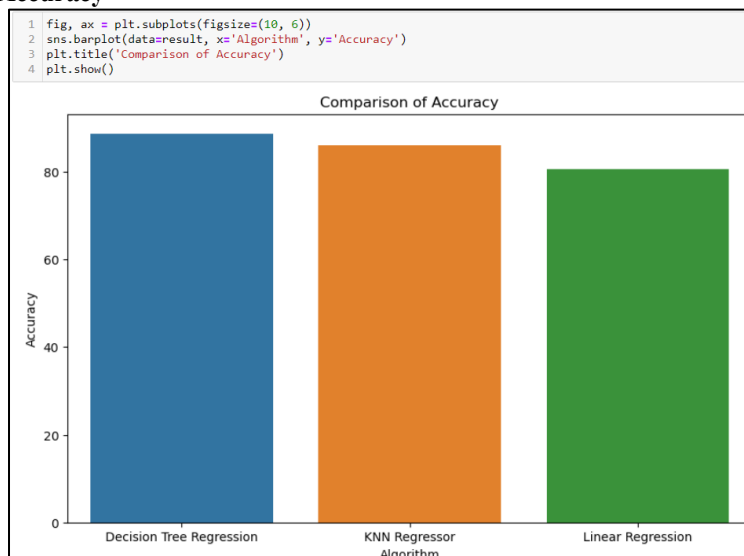 Accuracy
1 fig, ax = plt.subplots(figsize=(10, 6))
2 sns.barplot(data=result, x='Algorithm', y='Accuracy')
3 plt.title('Comparison of Accuracy')
4 plt.show()
Comparison of Accuracy
80
60
Accuracy
40
20
0
Decision Tree Regression KNN Regressor Linear Regression
Algorithm